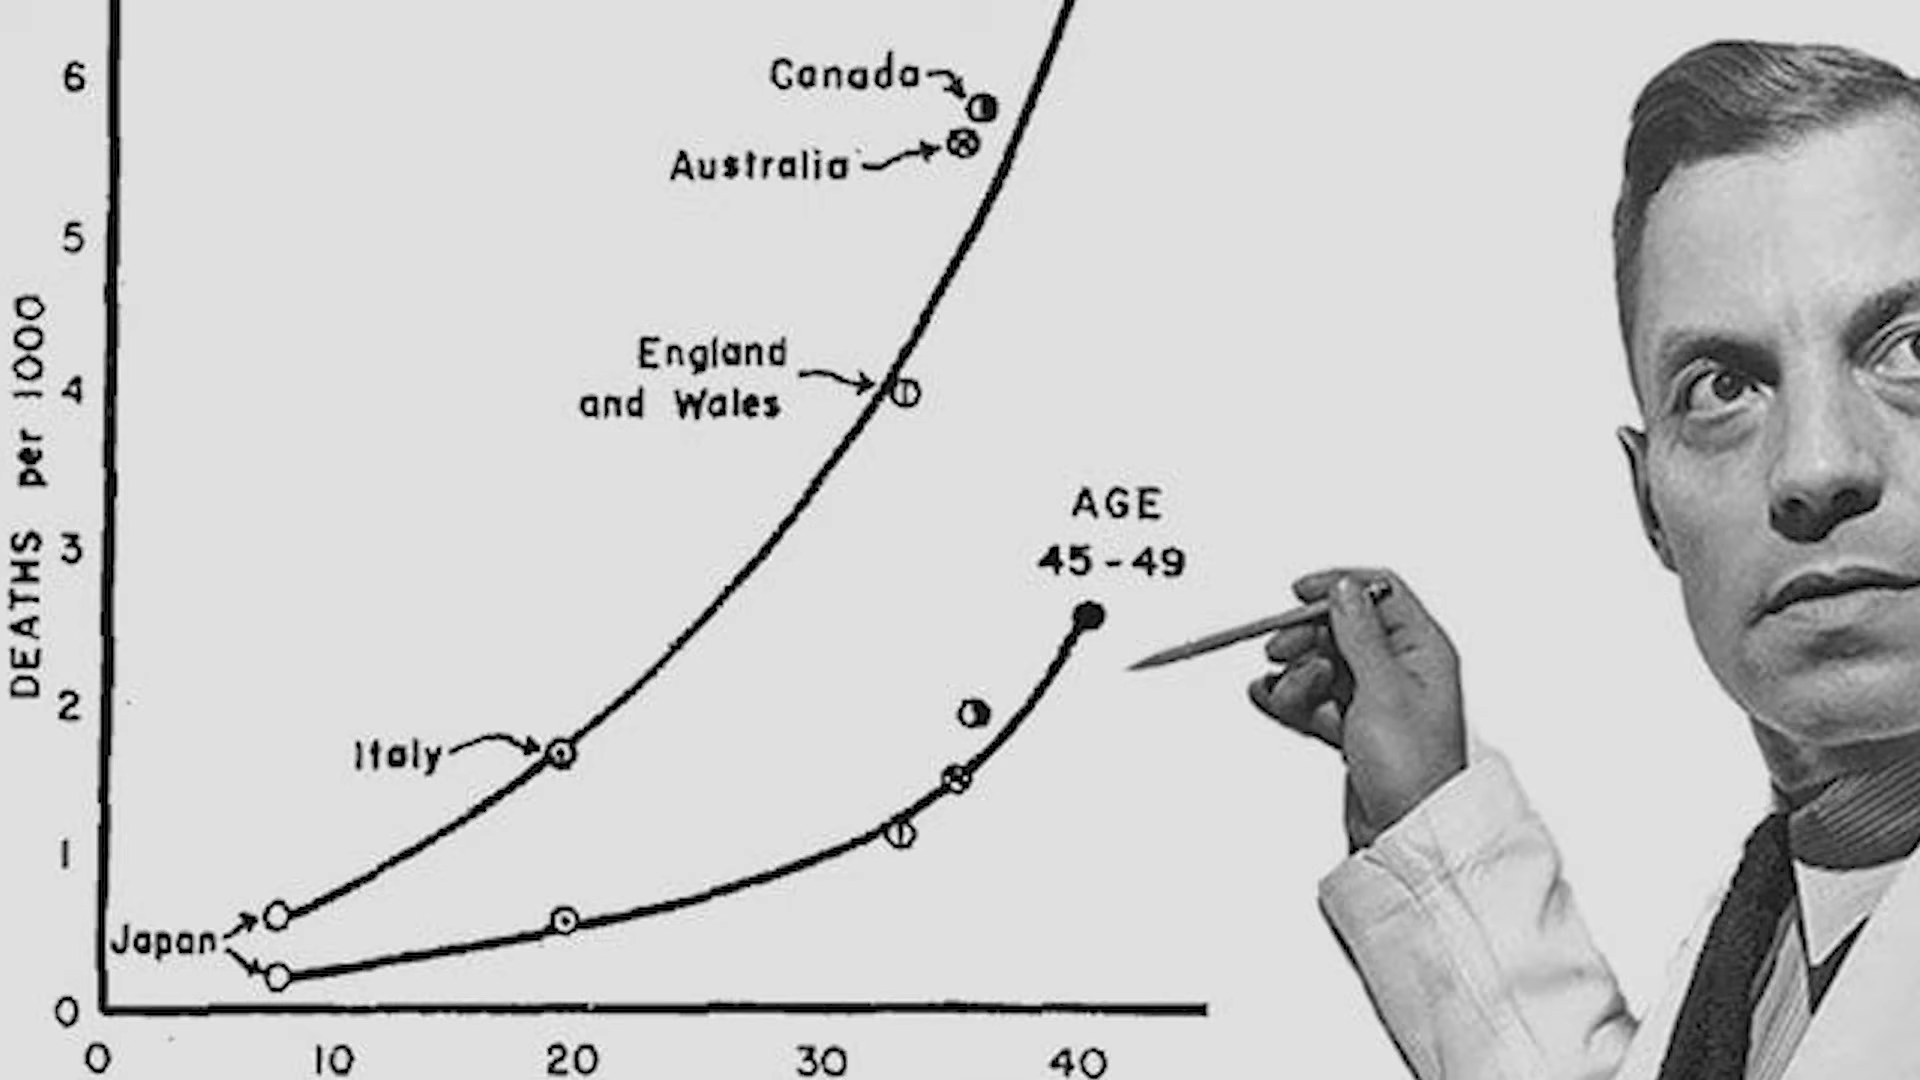 6
5
4
3
2
1
0
DEATHS per 1000
Canada
Australia
England
and Wales
AGE
45-49
Italy
Japan
0 10 20 30 40